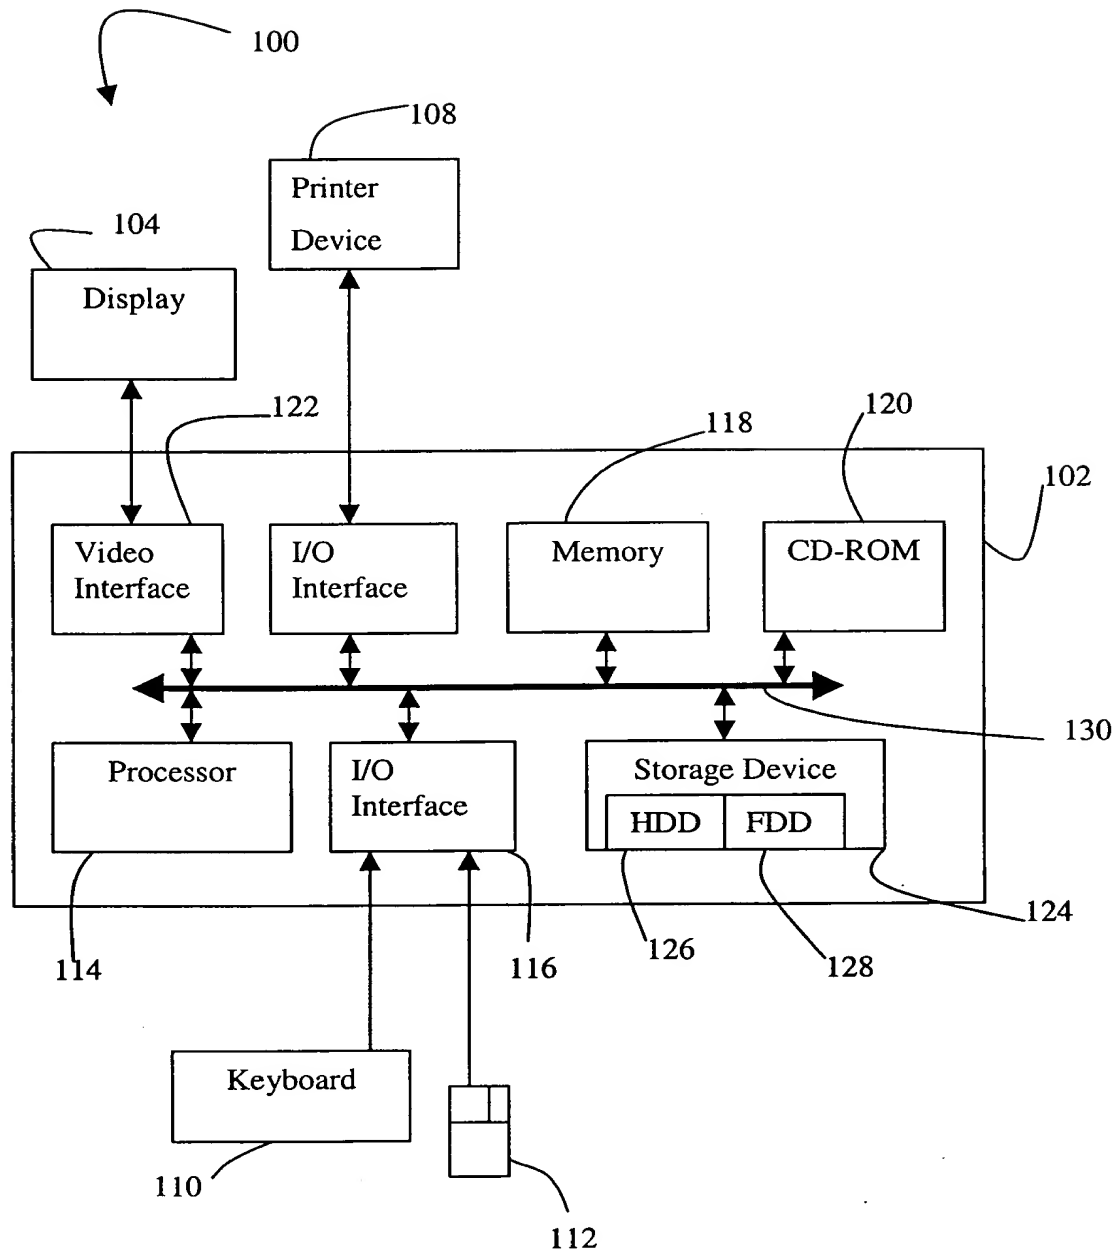 100
108
Printer
Device
104
Display
122
118
120
102
Video
Interface
I/O
Interface
Memory
CD-ROM
130
Processor
I/O
Interface
Storage Device
HDD
FDD
114
116
126
128
124
Keyboard
110
112